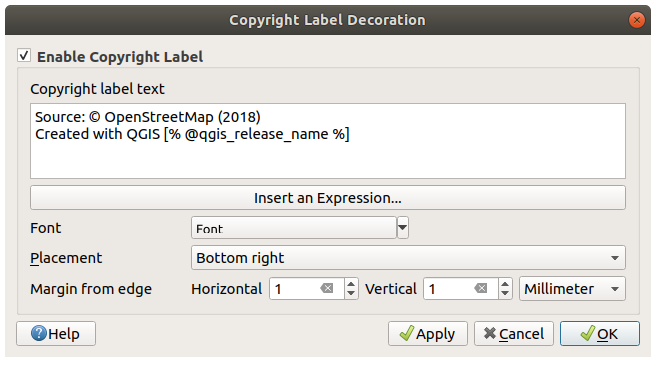 Copyright Label Decoration
Enable Copyright Label
Copyright label text
Source: © OpenStreetMap (2018)
Created with QGIS [% @qgis_release_name %]
Insert an Expression...
Font Font
Placement Bottom right
Margin from edge Horizontal 1 Vertical 1 Millimeter
Help Apply Cancel OK